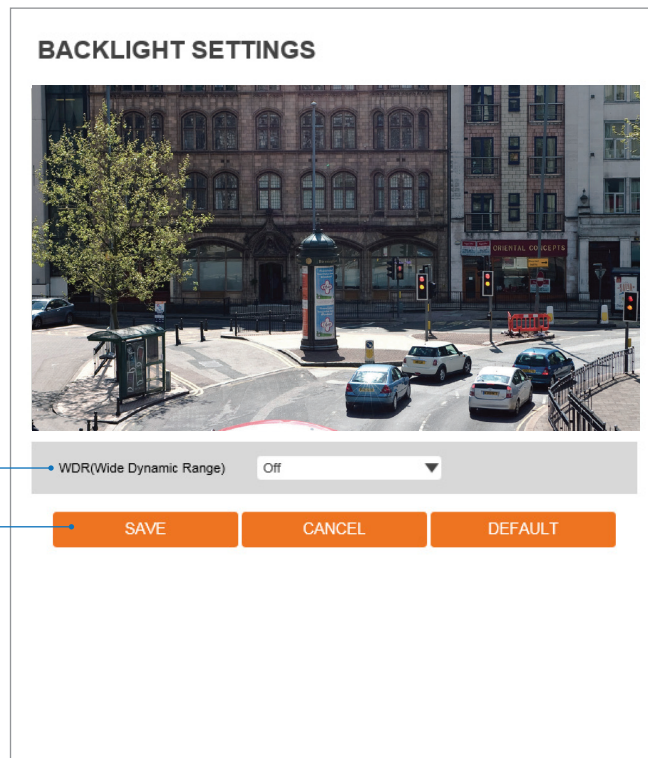 BACKLIGHT SETTINGS
ORIENTAL CONCEPTS
WDR(Wide Dynamic Range) Off
SAVE CANCEL DEFAULT